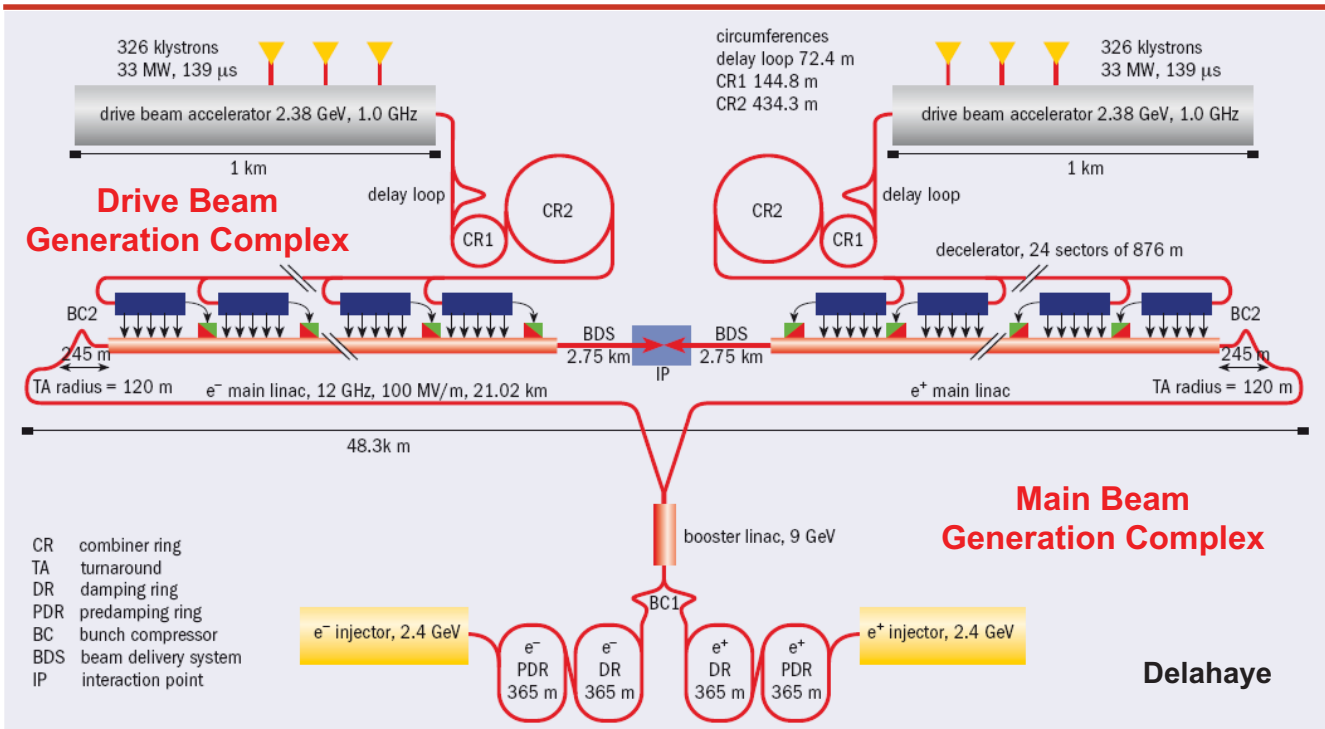 326 klystrons
33 MW, 139 μs
circumferences
delay loop 72.4 m
CR1 144.8 m
CR2 434.3 m
326 klystrons
33 MW, 139 μs
drive beam accelerator 2.38 GeV, 1.0 GHz
drive beam accelerator 2.38 GeV, 1.0 GHz
1 km
1 km
delay loop
CR2
CR1
CR2
CR1
delay loop
Drive Beam
Generation Complex
decelerator, 24 sectors of 876 m
BC2
BC2
BDS
2.75 km
IP
BDS
2.75 km
245 m
245 m
TA radius = 120 m
e⁻ main linac, 12 GHz, 100 MV/m, 21.02 km
e⁺ main linac
TA radius = 120 m
48.3k m
Main Beam
Generation Complex
booster linac, 9 GeV
CR combiner ring
TA turnaround
DR damping ring
PDR predamping ring
BC bunch compressor
BDS beam delivery system
IP interaction point
BC1
e⁻ injector, 2.4 GeV
e⁻
PDR
365 m
e⁻
DR
365 m
e⁺
DR
365 m
e⁺
PDR
365 m
e⁺ injector, 2.4 GeV
Delahaye